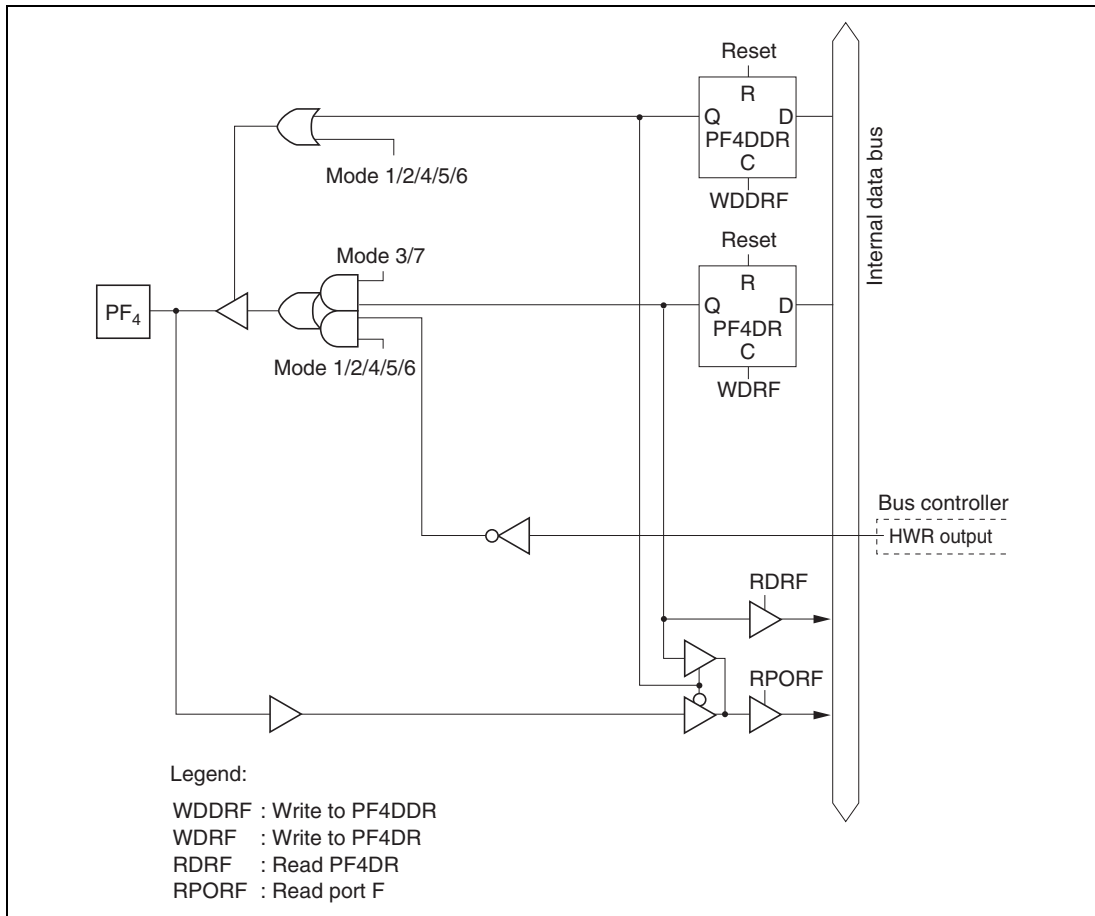 Reset
R
Q D
PF4DDR
C
WDDRF
Mode 1/2/4/5/6
Internal data bus
Reset
R
Q D
PF4DR
C
WDRF
Mode 3/7
PF4
Mode 1/2/4/5/6
Bus controller
HWR output
RDRF
RPORF
Legend:
WDDRF : Write to PF4DDR
WDRF : Write to PF4DR
RDRF : Read PF4DR
RPORF : Read port F